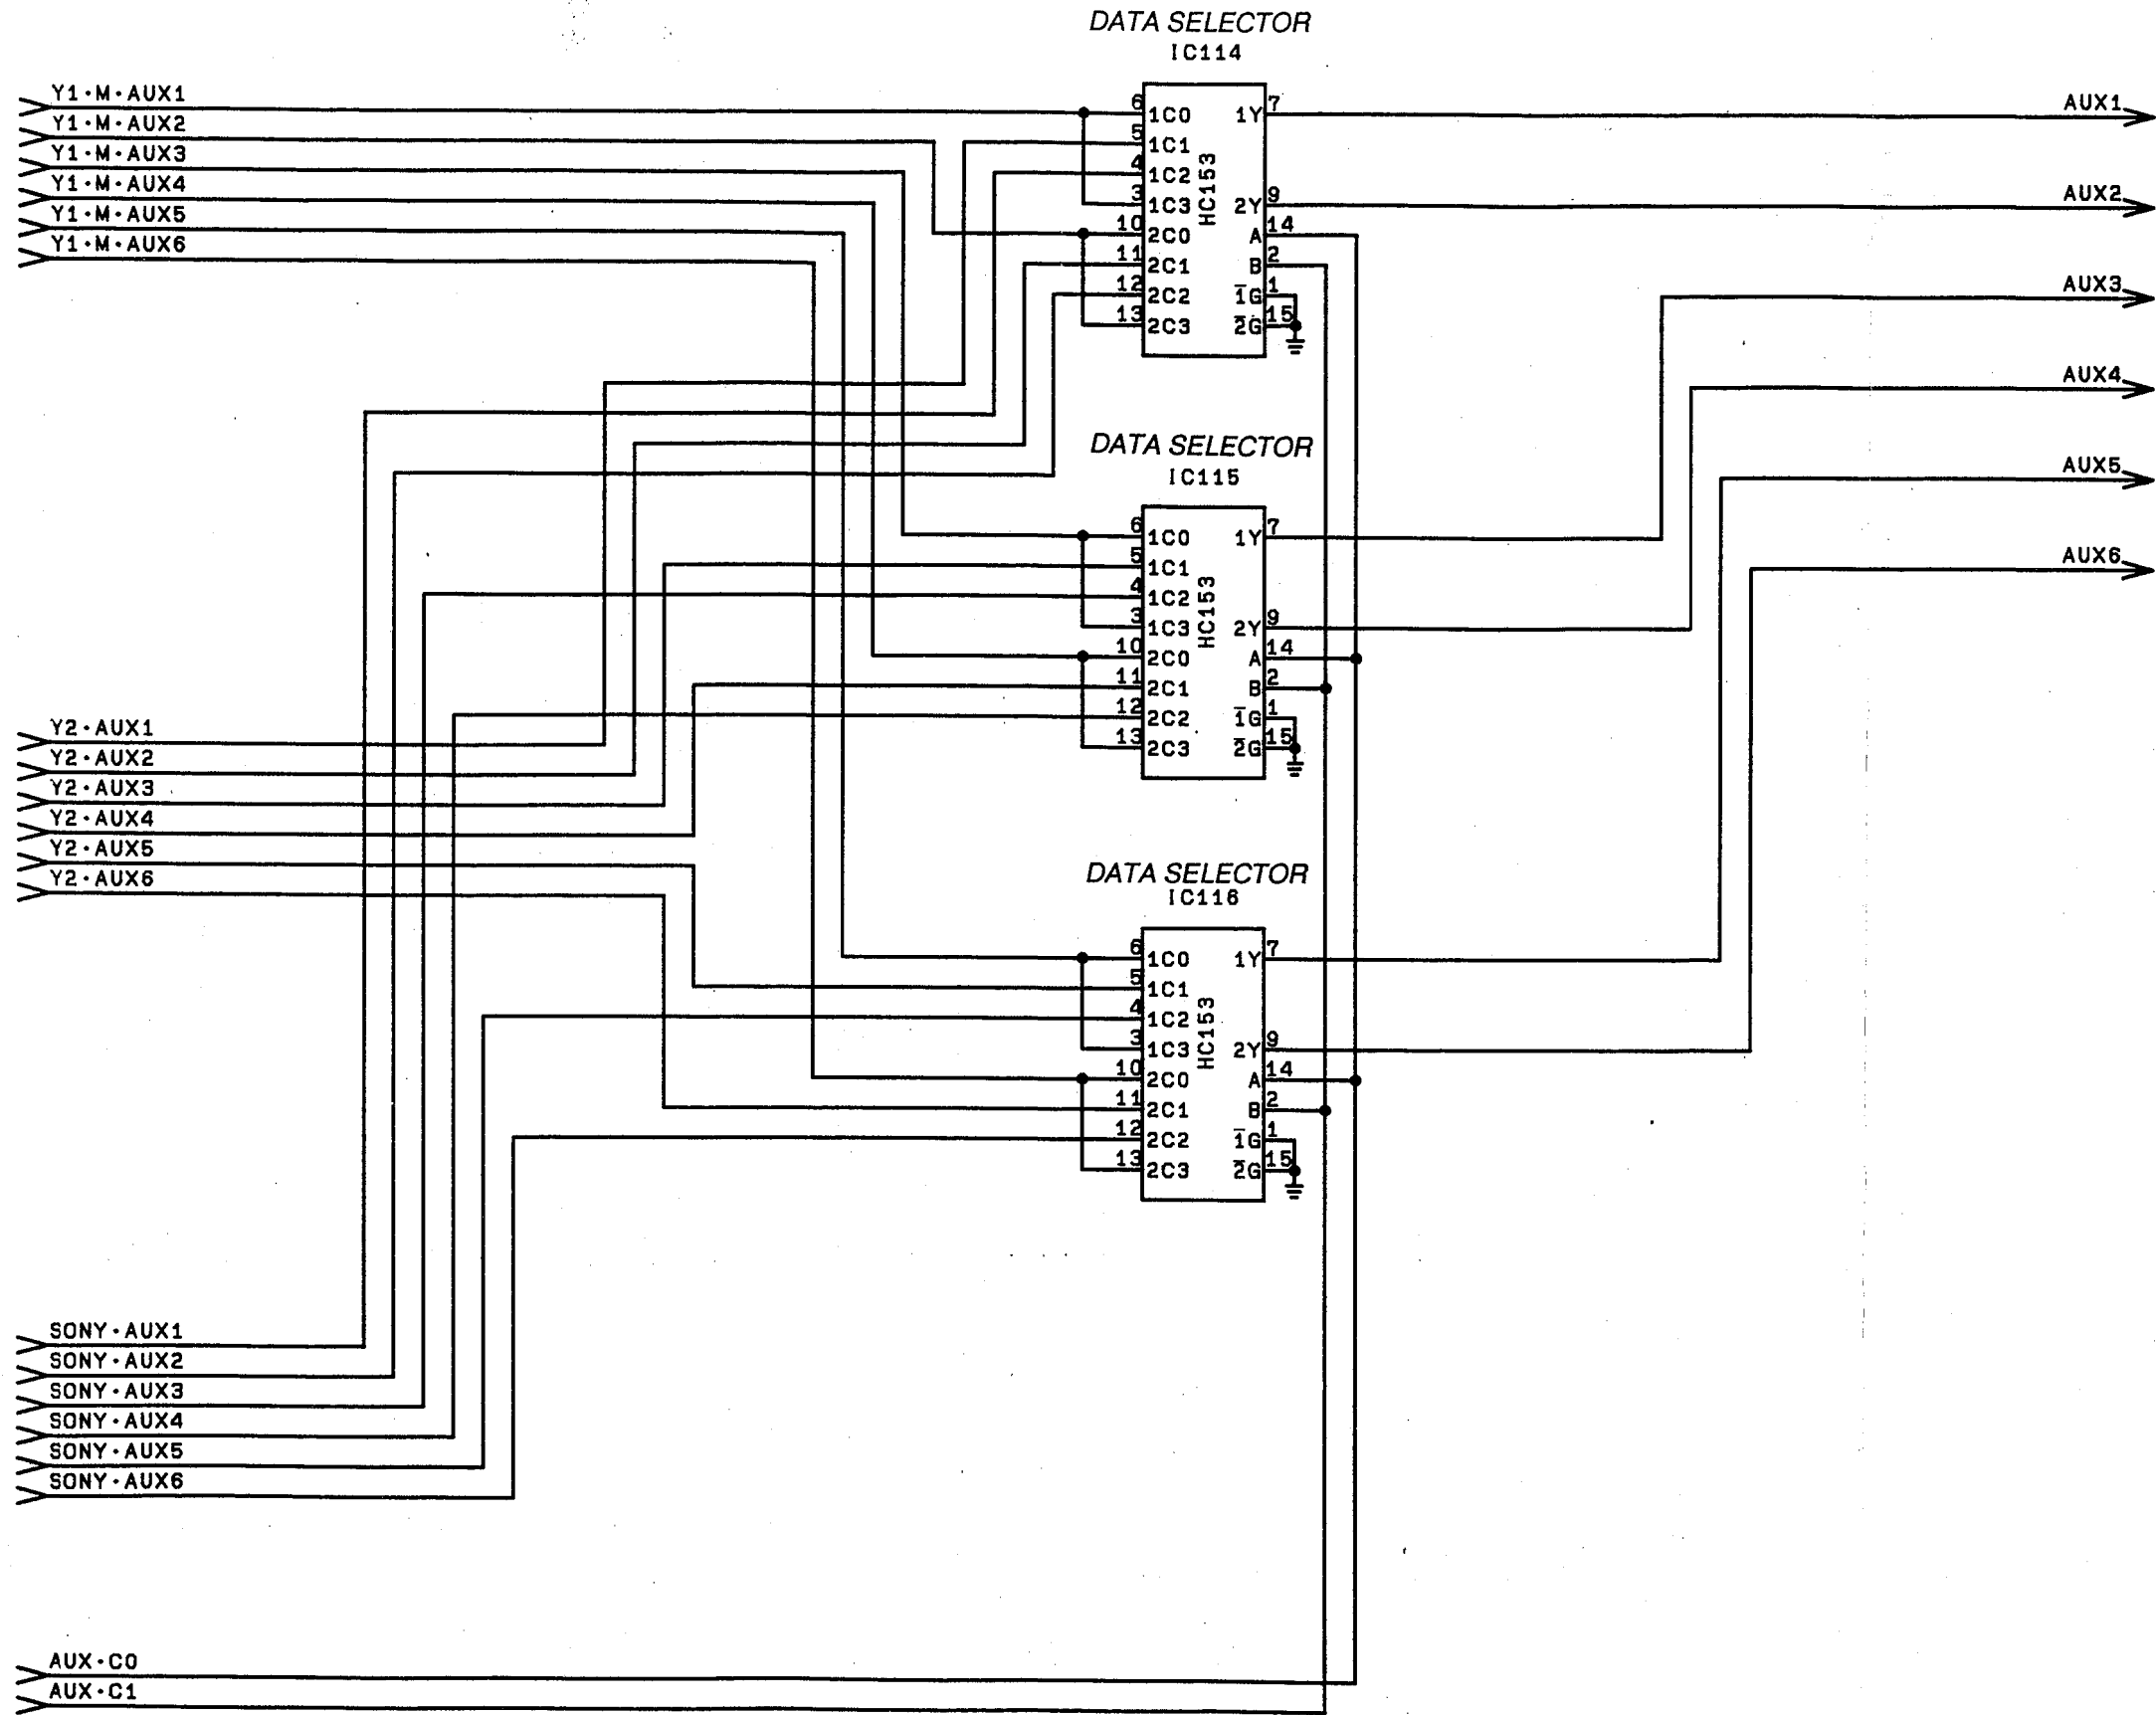 DATA SELECTOR
IC114
Y1·M·AUX1
Y1·M·AUX2
Y1·M·AUX3
Y1·M·AUX4
Y1·M·AUX5
Y1·M·AUX6
6 1C0 1Y 7
5 1C1
4 1C2
3 1C3 2Y 9
10 2C0 A 14
11 2C1 B 2
12 2C2 1G 1
13 2C3 2G 15
HC153
AUX1
AUX2
AUX3
AUX4
AUX5
AUX6
DATA SELECTOR
IC115
6 1C0 1Y 7
5 1C1
4 1C2
3 1C3 2Y 9
10 2C0 A 14
11 2C1 B 2
12 2C2 1G 1
13 2C3 2G 15
HC153
Y2·AUX1
Y2·AUX2
Y2·AUX3
Y2·AUX4
Y2·AUX5
Y2·AUX6
DATA SELECTOR
IC116
6 1C0 1Y 7
5 1C1
4 1C2
3 1C3 2Y 9
10 2C0 A 14
11 2C1 B 2
12 2C2 1G 1
13 2C3 2G 15
HC153
SONY·AUX1
SONY·AUX2
SONY·AUX3
SONY·AUX4
SONY·AUX5
SONY·AUX6
AUX·C0
AUX·C1